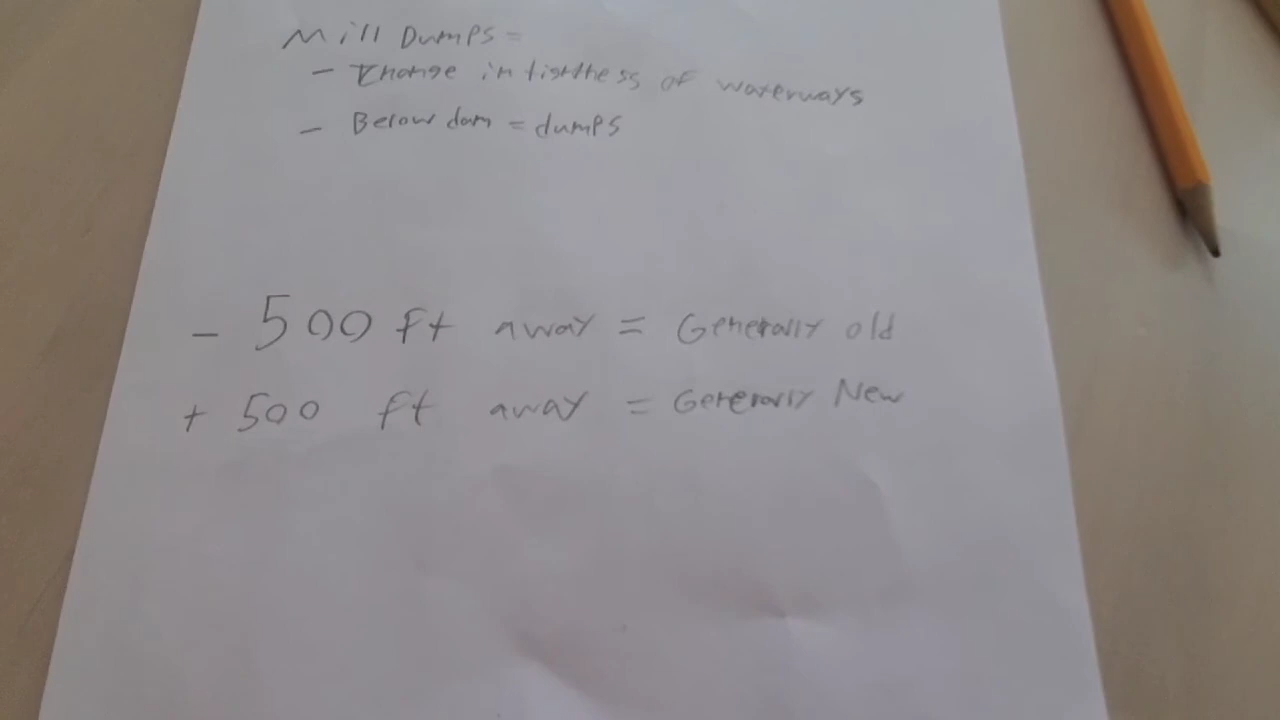 Mill Dumps =
- Change in tightness of waterways
- Below dam = dumps
- 500 ft away = Generally old
+ 500 ft away = Generally New